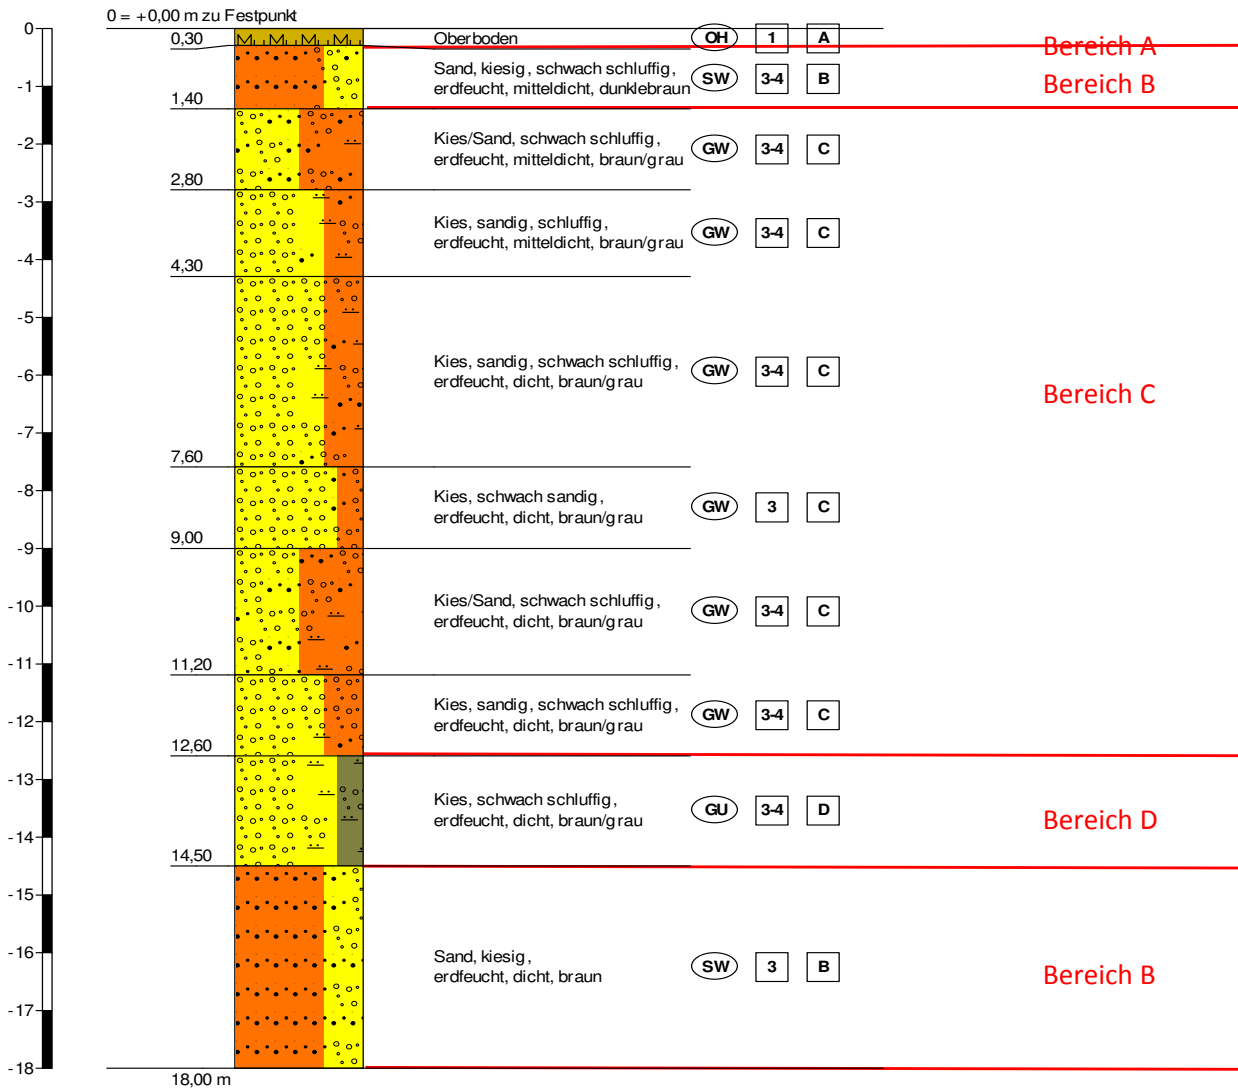 0 = +0,00 m zu Festpunkt
0
0,30
Oberboden
OH 1 A
Bereich A
Sand, kiesig, schwach schluffig,
erdfeucht, mitteldicht, dunklebraun
SW 3-4 B
Bereich B
-1
1,40
-2
Kies/Sand, schwach schluffig,
erdfeucht, mitteldicht, braun/grau
GW 3-4 C
2,80
-3
Kies, sandig, schluffig,
erdfeucht, mitteldicht, braun/grau
GW 3-4 C
-4
4,30
-5
Kies, sandig, schwach schluffig,
erdfeucht, dicht, braun/grau
GW 3-4 C
Bereich C
-6
-7
7,60
-8
Kies, schwach sandig,
erdfeucht, dicht, braun/grau
GW 3 C
9,00
-9
Kies/Sand, schwach schluffig,
erdfeucht, dicht, braun/grau
GW 3-4 C
-10
-11
11,20
Kies, sandig, schwach schluffig,
erdfeucht, dicht, braun/grau
GW 3-4 C
-12
12,60
-13
Kies, schwach schluffig,
erdfeucht, dicht, braun/grau
GU 3-4 D
Bereich D
-14
14,50
-15
-16
Sand, kiesig,
erdfeucht, dicht, braun
SW 3 B
Bereich B
-17
-18
18,00 m